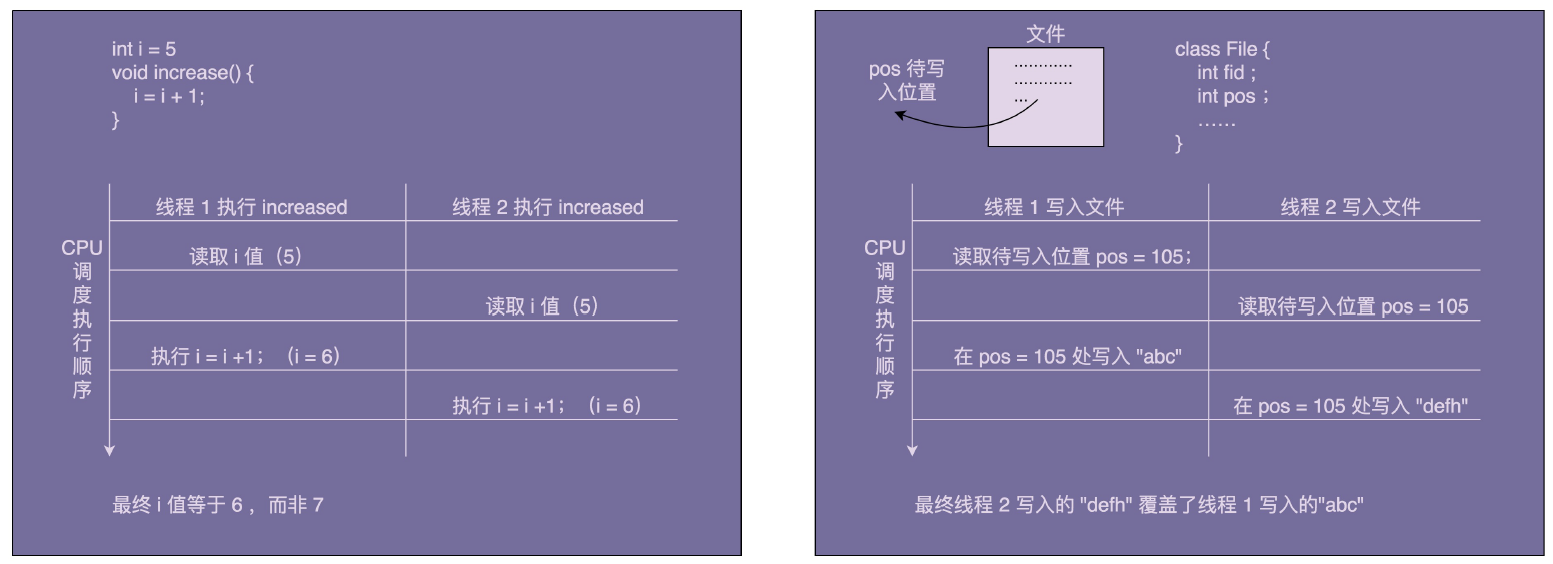 int i = 5
void increase() {
i = i + 1;
}
线程 1 执行 increased
线程 2 执行 increased
CPU
调
度
执
行
顺
序
读取 i 值（5）
读取 i 值（5）
执行 i = i +1； （i = 6）
执行 i = i +1； （i = 6）
最终 i 值等于 6 ，而非 7
文件
pos 待写
入位置
............
............
...
class File {
int fid ;
int pos ;
……
}
线程 1 写入文件
线程 2 写入文件
CPU
调
度
执
行
顺
序
读取待写入位置 pos = 105；
读取待写入位置 pos = 105
在 pos = 105 处写入 "abc"
在 pos = 105 处写入 "defh"
最终线程 2 写入的 "defh" 覆盖了线程 1 写入的"abc"